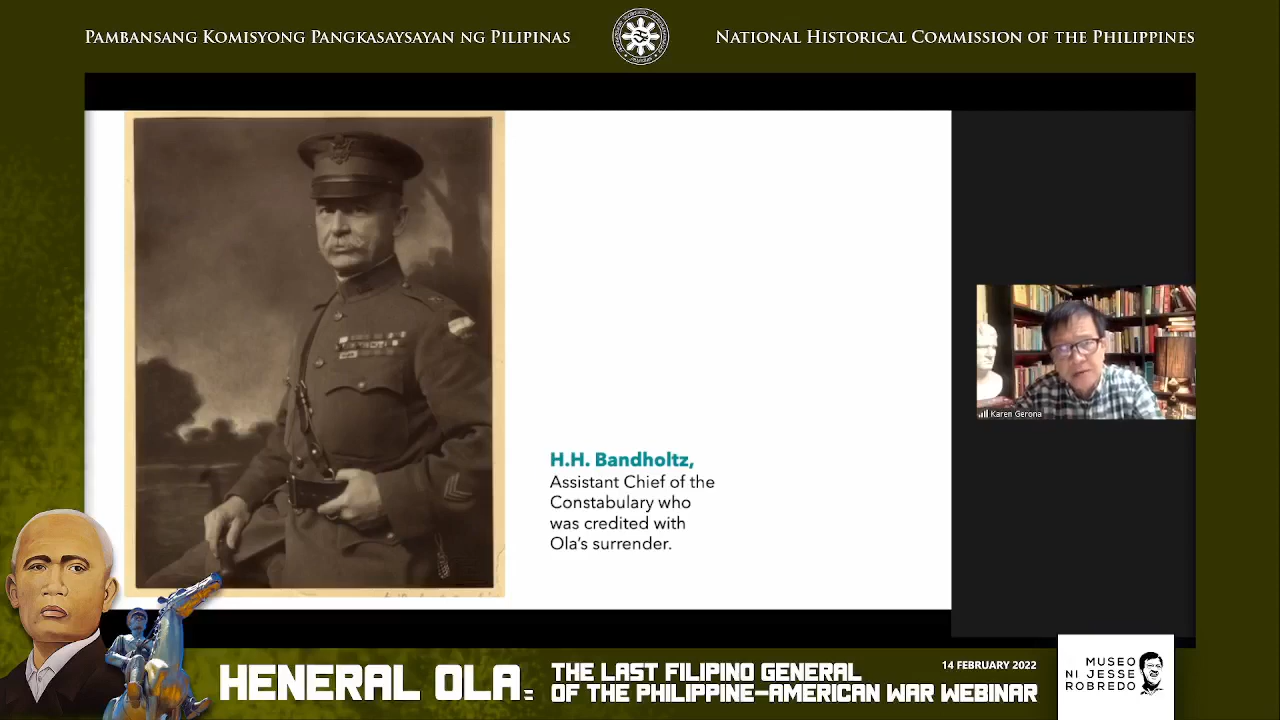 PAMBANSANG KOMISYONG PANGKASAYSAYAN NG PILIPINAS
NATIONAL HISTORICAL COMMISSION OF THE PHILIPPINES
H.H. Bandholtz,
Assistant Chief of the
Constabulary who
was credited with
Ola's surrender.
Karen Gerona
HENERAL OLA:
THE LAST FILIPINO GENERAL
OF THE PHILIPPINE-AMERICAN WAR WEBINAR
14 FEBRUARY 2022
MUSEO
NI JESSE
ROBREDO